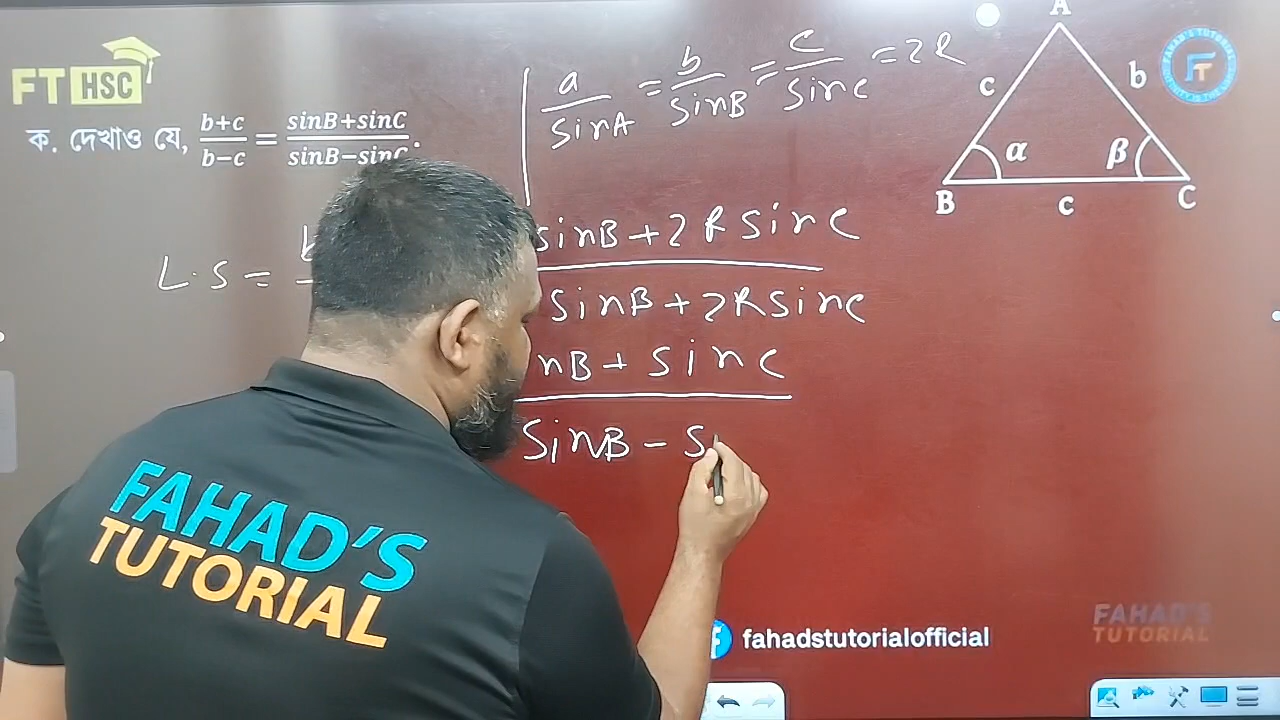 FT HSC
ক. দেখাও যে, b+c/b−c = sinB+sinC/sinB−sinC.
a/sinA = b/sinB = c/sinC = 2R
A
c
b
α
β
B
c
C
FT
L.S =
sinB + 2R sinC
sinB + 2R sinC
nB + sinC
sinB − s
FAHAD'S
TUTORIAL
FAHAD'S
TUTORIAL
fahadstutorialofficial